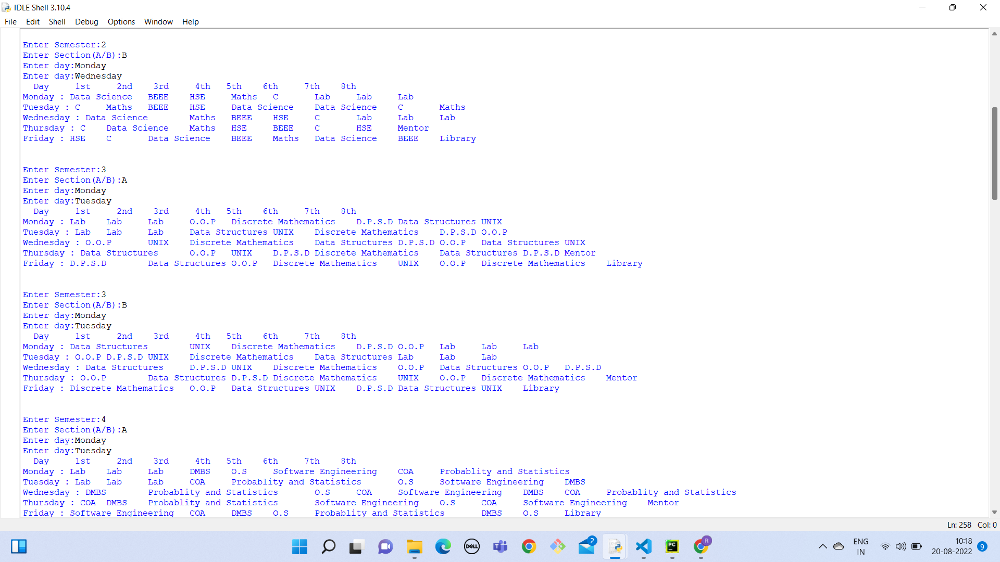 IDLE Shell 3.10.4
File Edit Shell Debug Options Window Help
Enter Semester:2
Enter Section(A/B):B
Enter day:Monday
Enter day:Wednesday
Day 1st 2nd 3rd 4th 5th 6th 7th 8th
Monday : Data Science BEEE HSE Maths C Lab Lab Lab
Tuesday : C Maths BEEE HSE Data Science Data Science C Maths
Wednesday : Data Science Maths BEEE HSE C Lab Lab Lab
Thursday : C Data Science Maths HSE BEEE C HSE Mentor
Friday : HSE C Data Science BEEE Maths Data Science BEEE Library
Enter Semester:3
Enter Section(A/B):A
Enter day:Monday
Enter day:Tuesday
Day 1st 2nd 3rd 4th 5th 6th 7th 8th
Monday : Lab Lab Lab O.O.P Discrete Mathematics D.P.S.D Data Structures UNIX
Tuesday : Lab Lab Lab Data Structures UNIX Discrete Mathematics D.P.S.D O.O.P
Wednesday : O.O.P UNIX Discrete Mathematics Data Structures D.P.S.D O.O.P Data Structures UNIX
Thursday : Data Structures O.O.P UNIX D.P.S.D Discrete Mathematics Data Structures D.P.S.D Mentor
Friday : D.P.S.D Data Structures O.O.P Discrete Mathematics UNIX O.O.P Discrete Mathematics Library
Enter Semester:3
Enter Section(A/B):B
Enter day:Monday
Enter day:Tuesday
Day 1st 2nd 3rd 4th 5th 6th 7th 8th
Monday : Data Structures UNIX Discrete Mathematics D.P.S.D O.O.P Lab Lab Lab
Tuesday : O.O.P D.P.S.D UNIX Discrete Mathematics Data Structures Lab Lab Lab
Wednesday : Data Structures D.P.S.D UNIX Discrete Mathematics O.O.P Data Structures O.O.P D.P.S.D
Thursday : O.O.P Data Structures D.P.S.D Discrete Mathematics UNIX O.O.P Discrete Mathematics Mentor
Friday : Discrete Mathematics O.O.P Data Structures UNIX D.P.S.D Data Structures UNIX Library
Enter Semester:4
Enter Section(A/B):A
Enter day:Monday
Enter day:Tuesday
Day 1st 2nd 3rd 4th 5th 6th 7th 8th
Monday : Lab Lab Lab DMBS O.S Software Engineering COA Probablity and Statistics
Tuesday : Lab Lab Lab COA Probablity and Statistics O.S Software Engineering DMBS
Wednesday : DMBS Probablity and Statistics O.S COA Software Engineering DMBS COA Probablity and Statistics
Thursday : COA DMBS Probablity and Statistics Software Engineering O.S COA Software Engineering Mentor
Friday : Software Engineering COA DMBS O.S Probablity and Statistics DMBS O.S Library
Ln: 258 Col: 0
DELL
2
PC
R
ENG
IN
10:18
20-08-2022
9